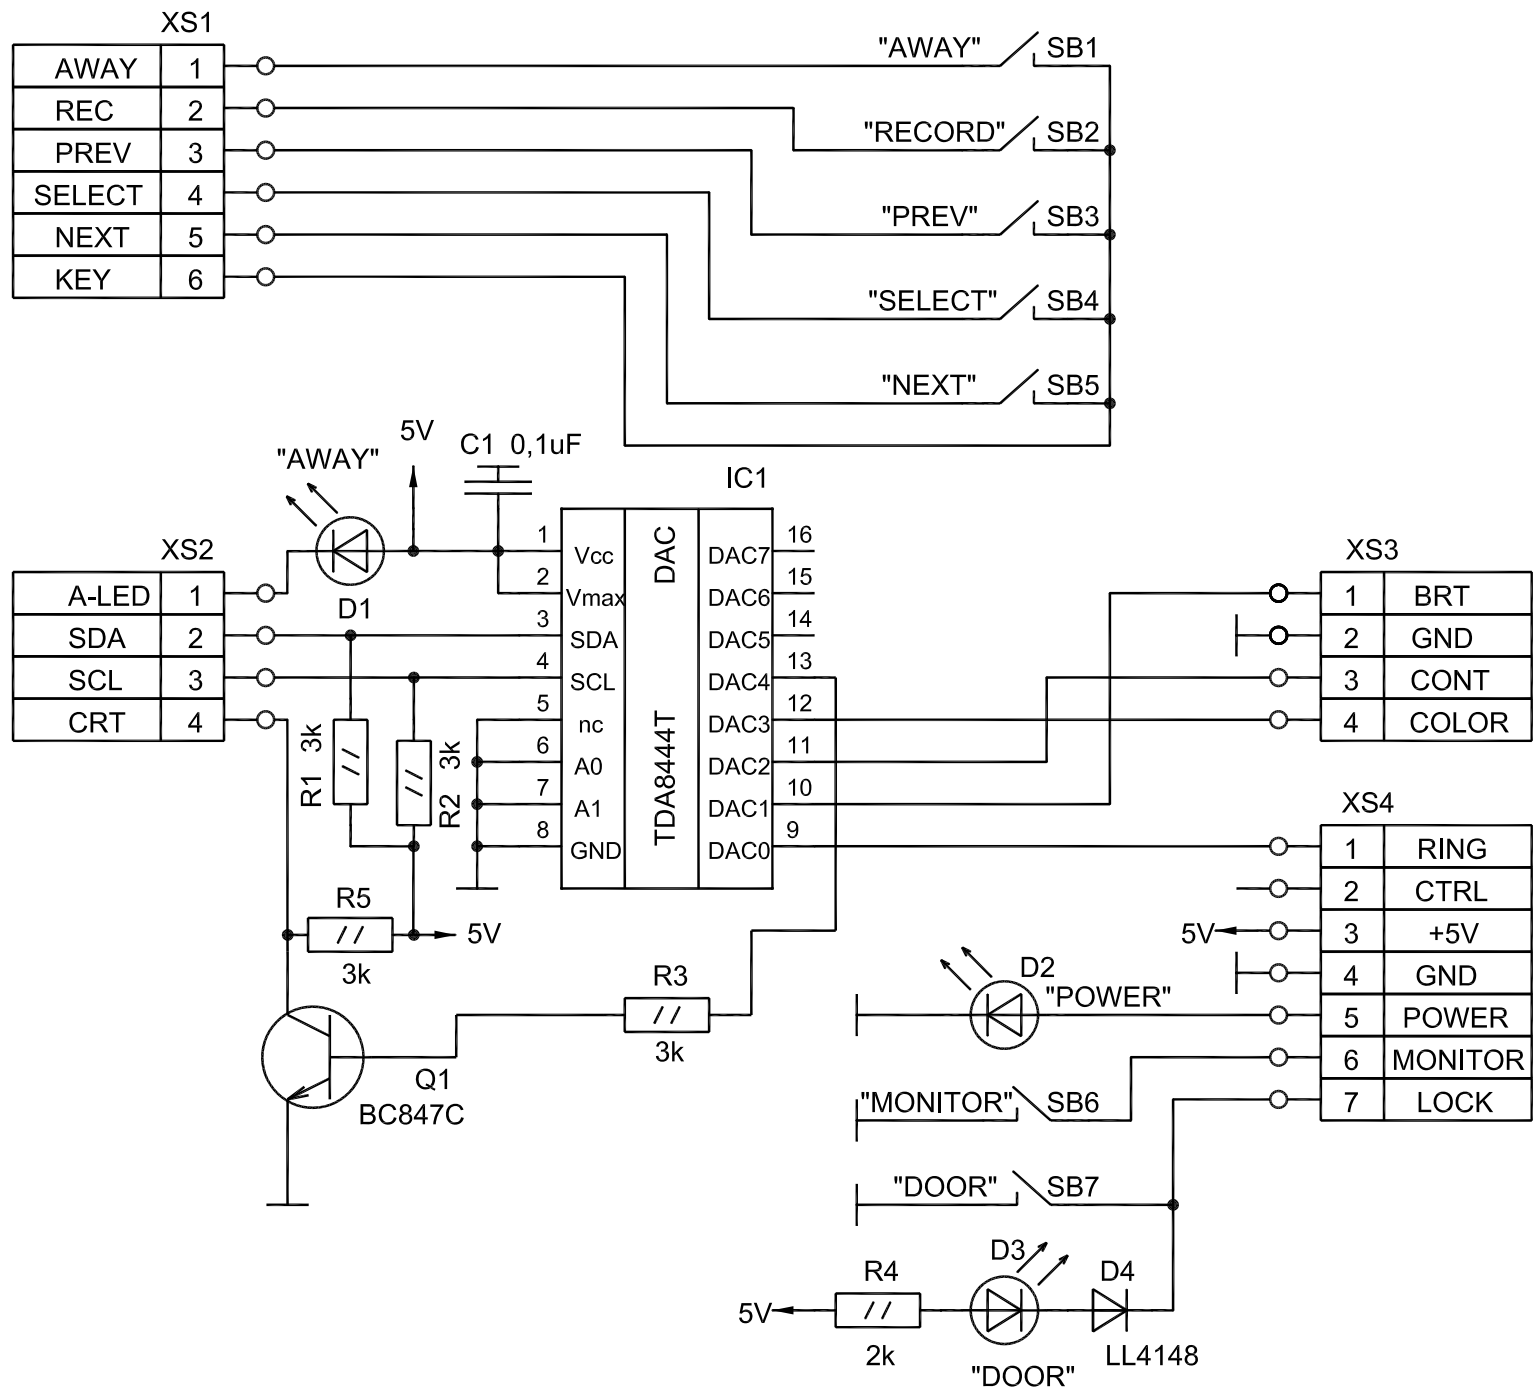 XS1
AWAY 1
REC 2
PREV 3
SELECT 4
NEXT 5
KEY 6
"AWAY" SB1
"RECORD" SB2
"PREV" SB3
"SELECT" SB4
"NEXT" SB5
5V
C1 0,1uF
"AWAY"
D1
XS2
A-LED 1
SDA 2
SCL 3
CRT 4
IC1
DAC
TDA8444T
1 Vcc
2 Vmax
3 SDA
4 SCL
5 nc
6 A0
7 A1
8 GND
DAC7 16
DAC6 15
DAC5 14
DAC4 13
DAC3 12
DAC2 11
DAC1 10
DAC0 9
R1 3k
R2 3k
R5
3k
5V
R3
3k
Q1
BC847C
XS3
1 BRT
2 GND
3 CONT
4 COLOR
XS4
1 RING
2 CTRL
5V 3 +5V
4 GND
5 POWER
6 MONITOR
7 LOCK
D2
"POWER"
"MONITOR" SB6
"DOOR" SB7
D3
"DOOR"
D4
LL4148
R4
2k
5V